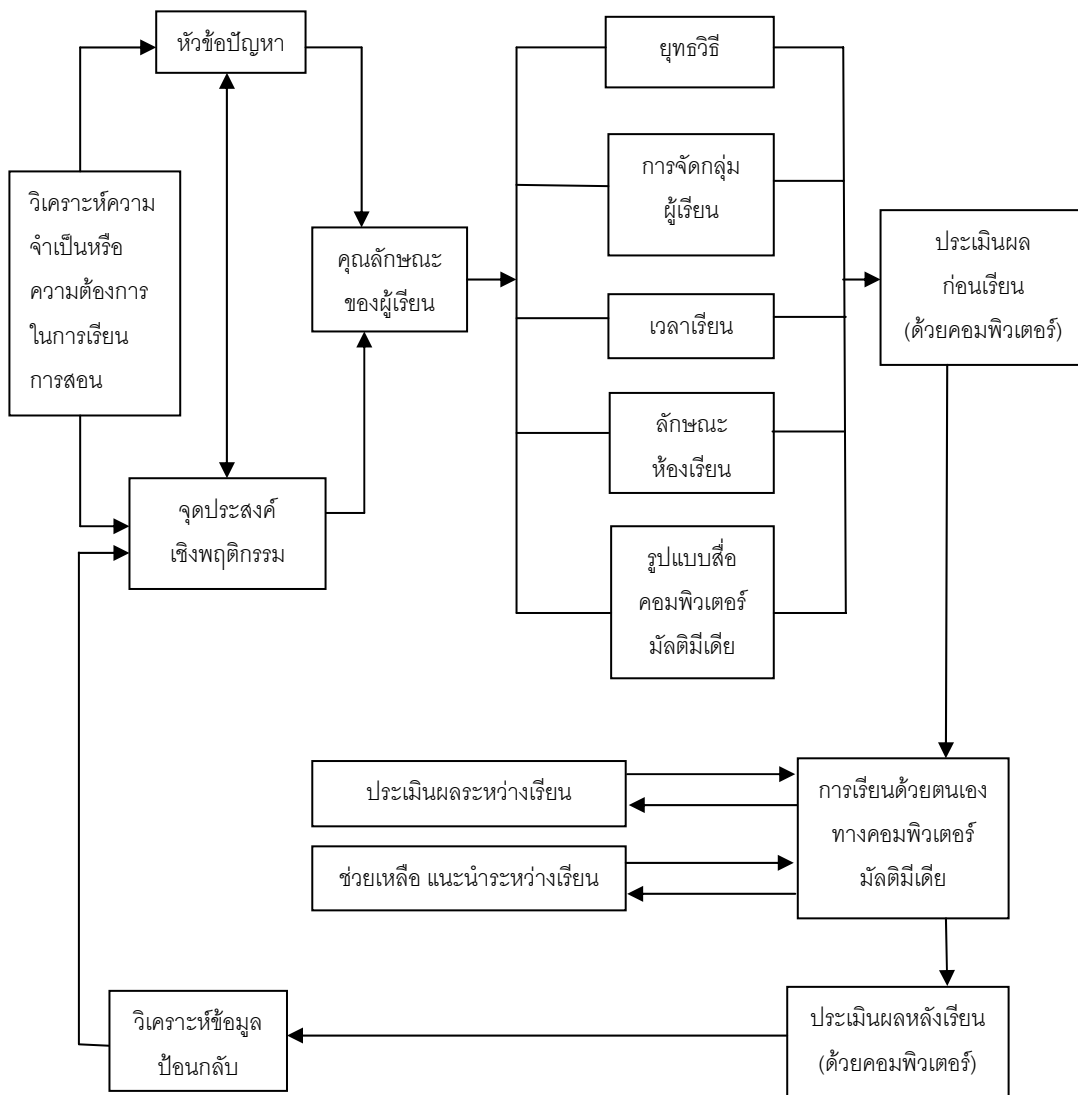 หัวข้อปัญหา
วิเคราะห์ความ
จำเป็นหรือ
ความต้องการ
ในการเรียน
การสอน
จุดประสงค์
เชิงพฤติกรรม
คุณลักษณะ
ของผู้เรียน
ยุทธวิธี
การจัดกลุ่ม
ผู้เรียน
เวลาเรียน
ลักษณะ
ห้องเรียน
รูปแบบสื่อ
คอมพิวเตอร์
มัลติมีเดีย
ประเมินผล
ก่อนเรียน
(ด้วยคอมพิวเตอร์)
ประเมินผลระหว่างเรียน
ช่วยเหลือ แนะนำระหว่างเรียน
การเรียนด้วยตนเอง
ทางคอมพิวเตอร์
มัลติมีเดีย
ประเมินผลหลังเรียน
(ด้วยคอมพิวเตอร์)
วิเคราะห์ข้อมูล
ป้อนกลับ